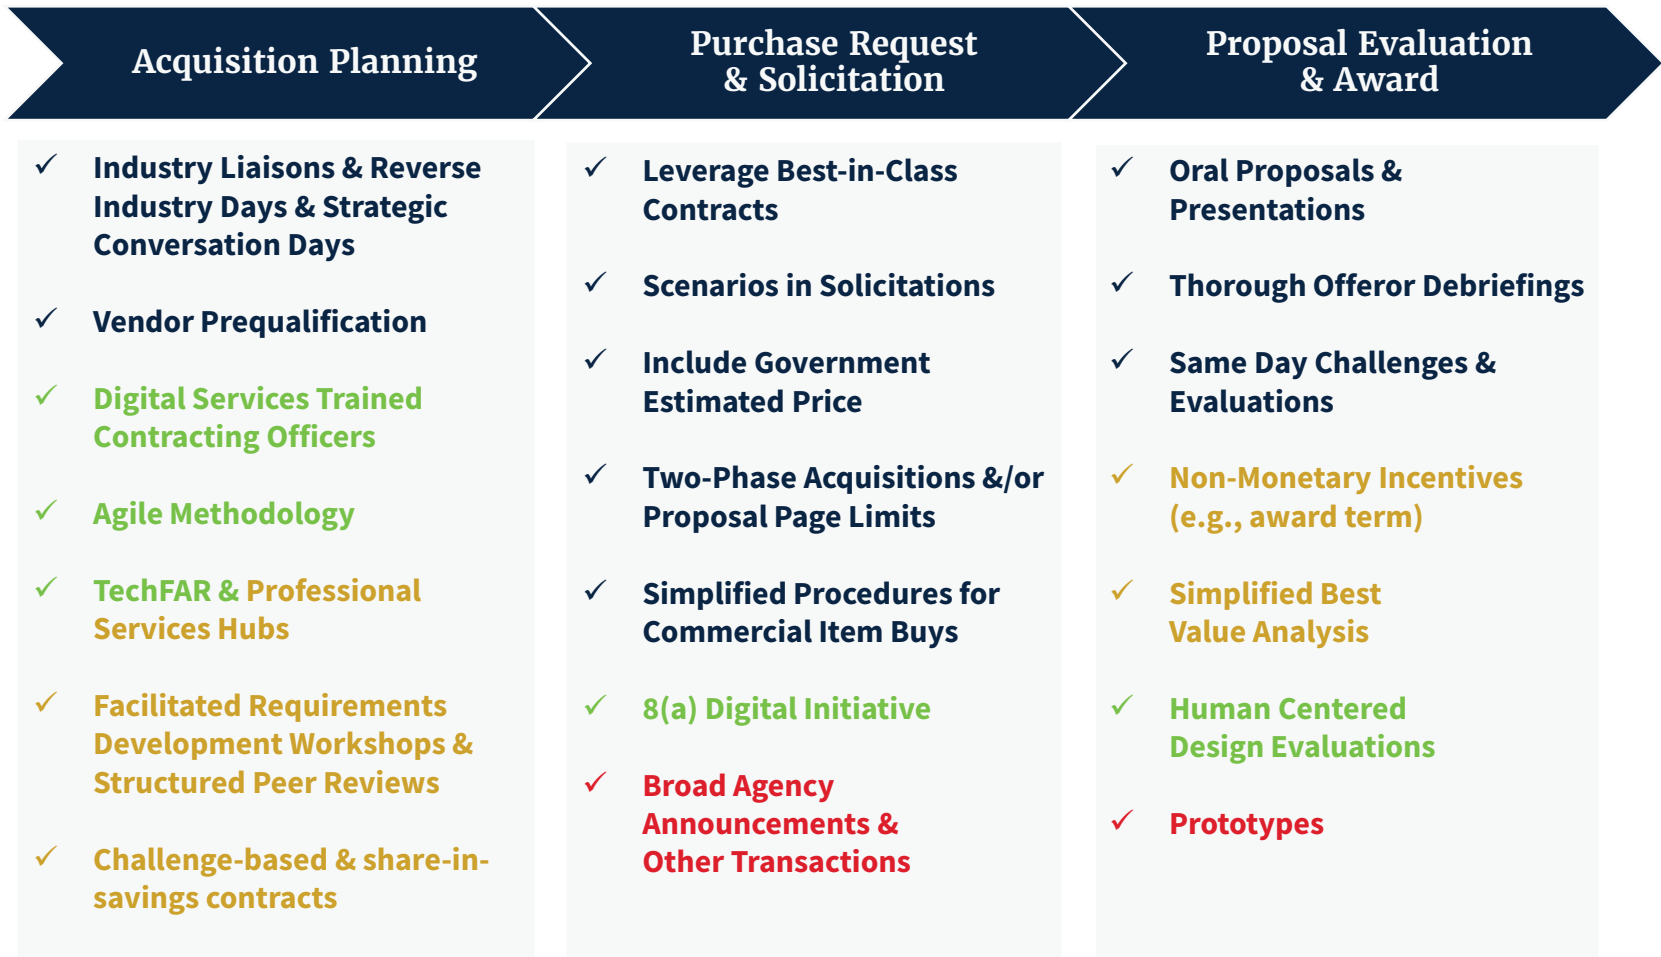 Acquisition Planning
Purchase Request
& Solicitation
Proposal Evaluation
& Award
✓ Industry Liaisons & Reverse
Industry Days & Strategic
Conversation Days
✓ Vendor Prequalification
✓ Digital Services Trained
Contracting Officers
✓ Agile Methodology
✓ TechFAR & Professional
Services Hubs
✓ Facilitated Requirements
Development Workshops &
Structured Peer Reviews
✓ Challenge-based & share-in-
savings contracts
✓ Leverage Best-in-Class
Contracts
✓ Scenarios in Solicitations
✓ Include Government
Estimated Price
✓ Two-Phase Acquisitions &/or
Proposal Page Limits
✓ Simplified Procedures for
Commercial Item Buys
✓ 8(a) Digital Initiative
✓ Broad Agency
Announcements &
Other Transactions
✓ Oral Proposals &
Presentations
✓ Thorough Offeror Debriefings
✓ Same Day Challenges &
Evaluations
✓ Non-Monetary Incentives
(e.g., award term)
✓ Simplified Best
Value Analysis
✓ Human Centered
Design Evaluations
✓ Prototypes